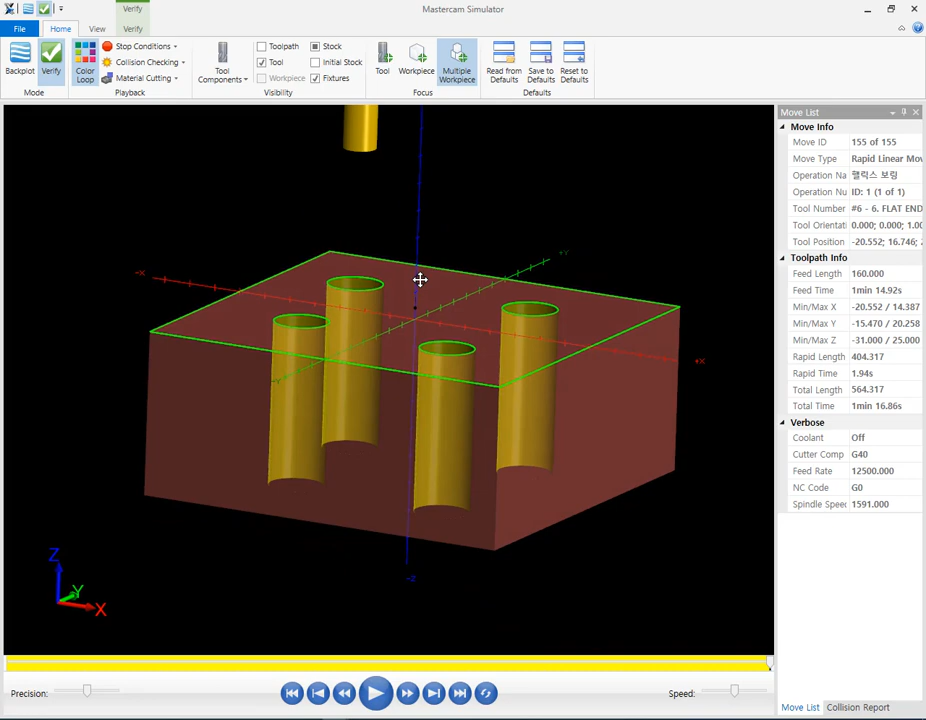 Verify
Mastercam Simulator
File
Home
View
Verify
Backplot
Verify
Color
Loop
Stop Conditions
Collision Checking
Material Cutting
Tool
Components
Toolpath
Tool
Workpiece
Stock
Initial Stock
Fixtures
Tool
Workpiece
Multiple
Workpiece
Read from
Defaults
Save to
Defaults
Reset to
Defaults
Mode
Playback
Visibility
Focus
Defaults
Move List
Move Info
Move ID 155 of 155
Move Type Rapid Linear Mov
Operation Na 핼릭스 보링
Operation Nu ID: 1 (1 of 1)
Tool Number #6 - 6. FLAT END
Tool Orientati 0.000; 0.000; 1.00
Tool Position -20.552; 16.746; 2
Toolpath Info
Feed Length 160.000
Feed Time 1min 14.92s
Min/Max X -20.552 / 14.387
Min/Max Y -15.470 / 20.258
Min/Max Z -31.000 / 25.000
Rapid Length 404.317
Rapid Time 1.94s
Total Length 564.317
Total Time 1min 16.86s
Verbose
Coolant Off
Cutter Comp G40
Feed Rate 12500.000
NC Code G0
Spindle Speed 1591.000
-X
+Y
+X
-Y
-Z
Z
Y
X
Precision:
Speed:
Move List
Collision Report